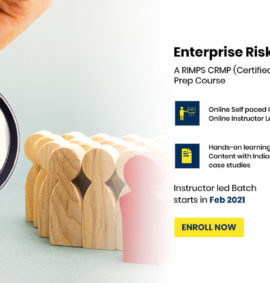 Enterprise Risk
A RIMPS CRMP (Certified
Prep Course
Online Self paced
Online Instructor
Hands-on learning
Content with
case studies
Instructor led Batch
starts in Feb 2021
ENROLL NOW